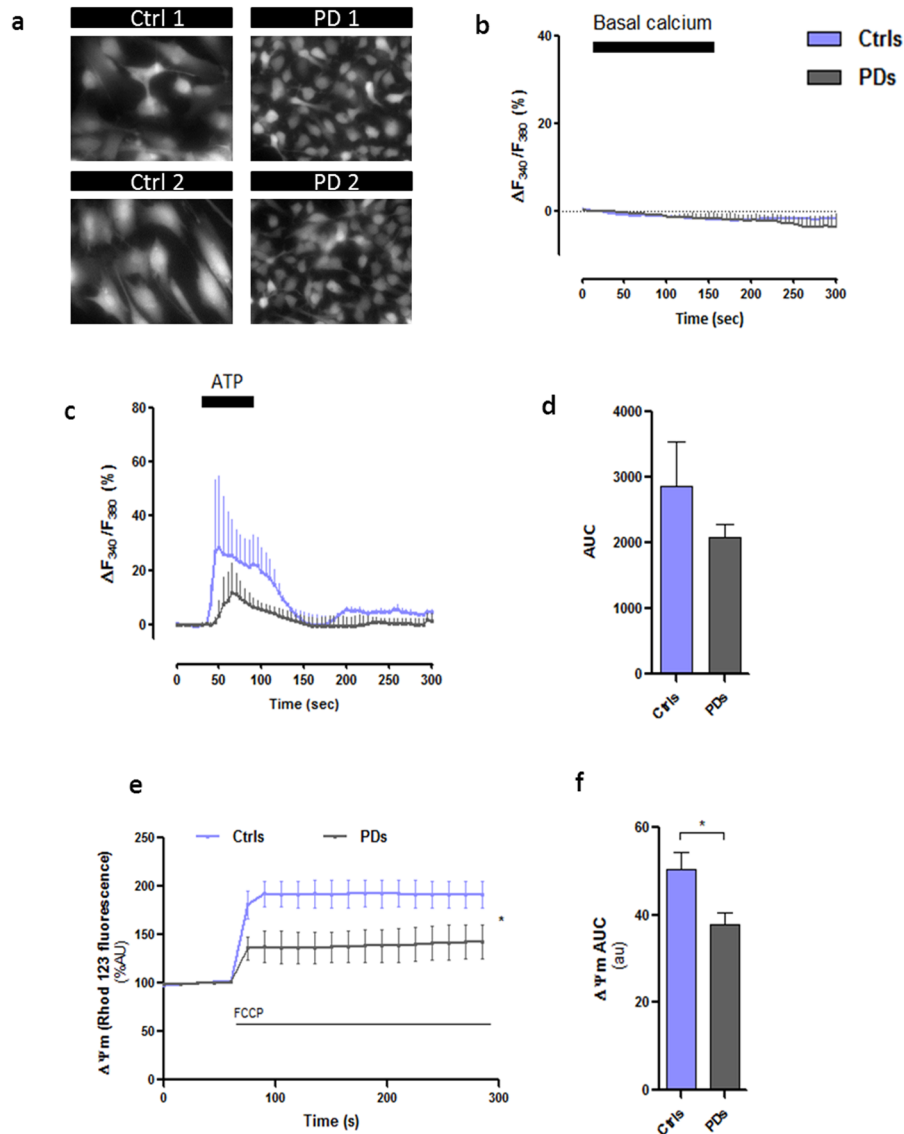 a
Ctrl 1
PD 1
Ctrl 2
PD 2
b
Basal calcium
Ctrls
PDs
ΔF340/F380 (%)
40
20
0
0 50 100 150 200 250 300
Time (sec)
c
ATP
ΔF340/F380 (%)
80
60
40
20
0
0 50 100 150 200 250 300
Time (sec)
d
AUC
4000
3000
2000
1000
0
Ctrls PDs
e
Ctrls PDs
ΔΨm (Rhod 123 fluorescence)
(%AU)
250
200
150
100
50
0
*
FCCP
0 100 200 300
Time (s)
f
ΔΨm AUC
(au)
60
40
20
0
*
Ctrls PDs